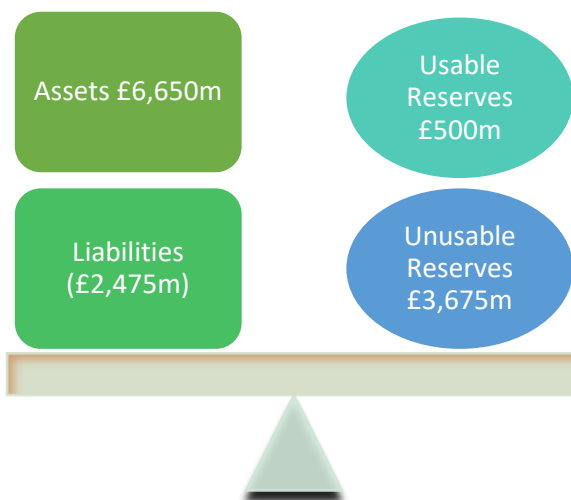 Assets £6,650m
Liabilities
(£2,475m)
Usable
Reserves
£500m
Unusable
Reserves
£3,675m